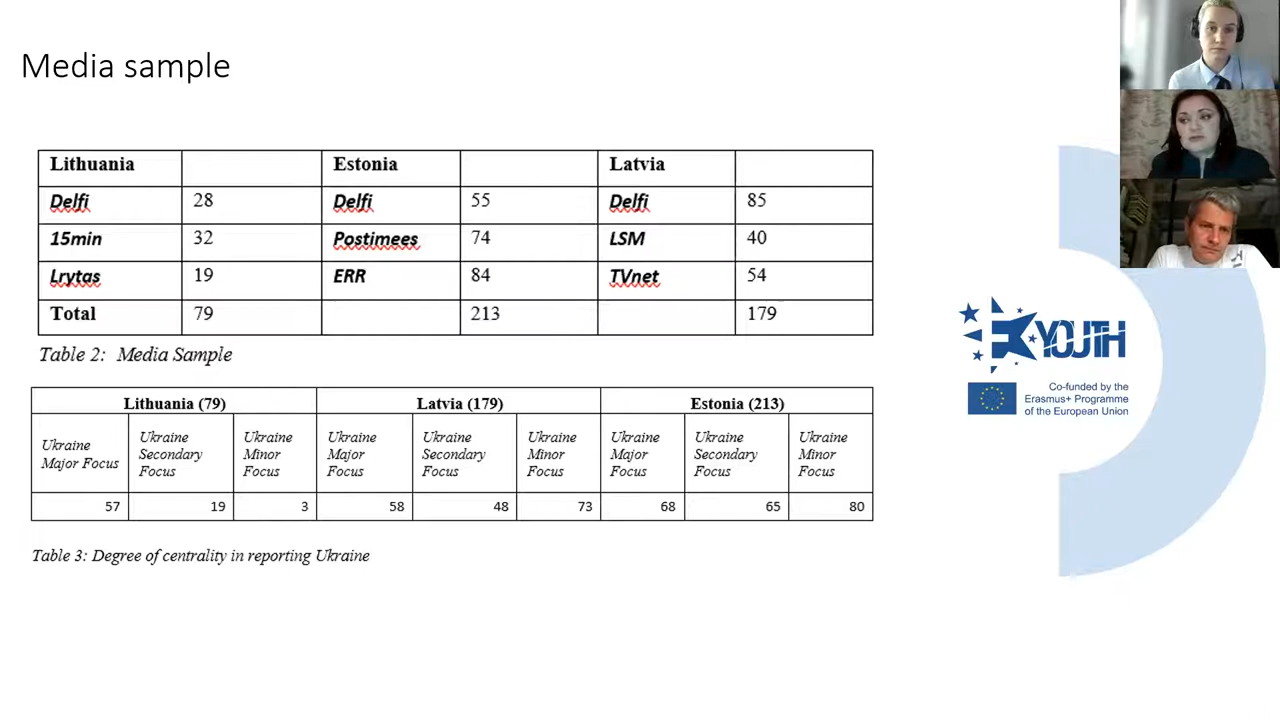 Media sample
Lithuania Estonia Latvia
Delfi 28 Delfi 55 Delfi 85
15min 32 Postimees 74 LSM 40
Lrytas 19 ERR 84 TVnet 54
Total 79 213 179
Table 2: Media Sample
Lithuania (79) Latvia (179) Estonia (213)
Ukraine Major Focus Ukraine Secondary Focus Ukraine Minor Focus Ukraine Major Focus Ukraine Secondary Focus Ukraine Minor Focus Ukraine Major Focus Ukraine Secondary Focus Ukraine Minor Focus
57 19 3 58 48 73 68 65 80
Table 3: Degree of centrality in reporting Ukraine
YOUTH
Co-funded by the
Erasmus+ Programme
of the European Union